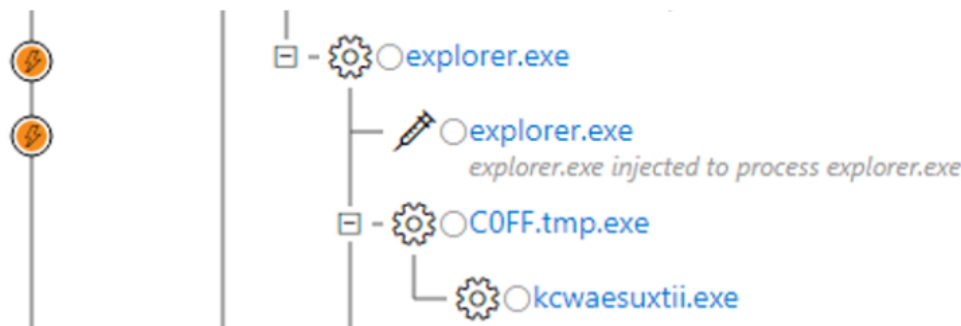 explorer.exe
explorer.exe
explorer.exe injected to process explorer.exe
C0FF.tmp.exe
kcwaesuxtii.exe